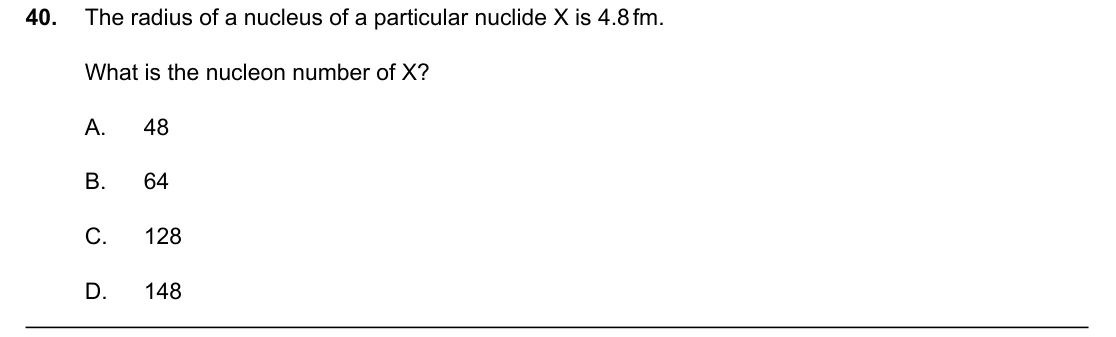 40. The radius of a nucleus of a particular nuclide X is 4.8 fm.
What is the nucleon number of X?
A. 48
B. 64
C. 128
D. 148